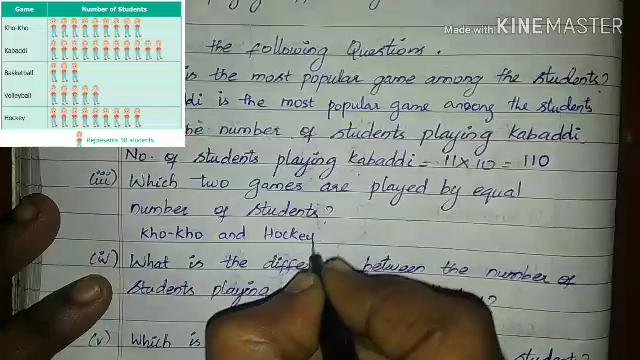 Game Number of Students
Kho-Kho
Kabaddi
Basketball
Volleyball
Hockey
Represents 10 students
Made with KINEMASTER
the following Questions.
is the most popular game among the students?
di is the most popular game among the students
the number of students playing kabaddi
No. of students playing kabaddi = 11 × 10 = 110
(iii) Which two games are played by equal
number of students?
Kho-kho and Hockey
(iv) What is the between the number of
students playing
(v) Which is